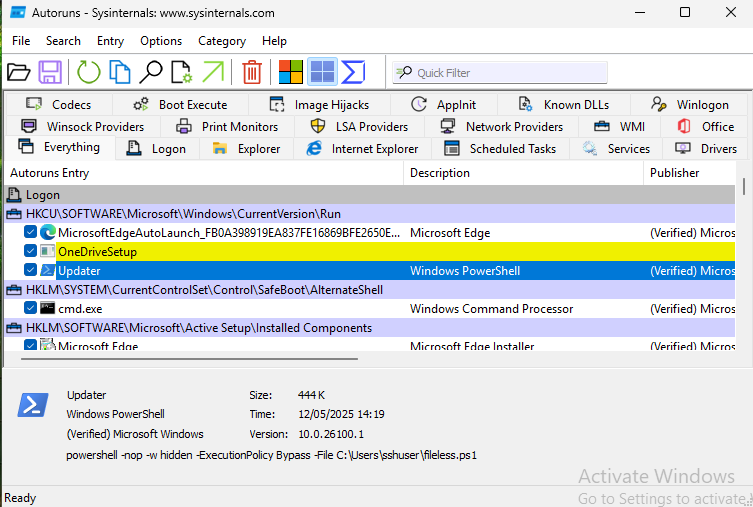 Autoruns - Sysinternals: www.sysinternals.com
File Search Entry Options Category Help
Quick Filter
Codecs Boot Execute Image Hijacks AppInit Known DLLs Winlogon
Winsock Providers Print Monitors LSA Providers Network Providers WMI Office
Everything Logon Explorer Internet Explorer Scheduled Tasks Services Drivers
Autoruns Entry Description Publisher
Logon
HKCU\SOFTWARE\Microsoft\Windows\CurrentVersion\Run
MicrosoftEdgeAutoLaunch_FB0A398919EA837FE16869BFE2650E... Microsoft Edge (Verified) Micros
OneDriveSetup
Updater Windows PowerShell (Verified) Micros
HKLM\SYSTEM\CurrentControlSet\Control\SafeBoot\AlternateShell
cmd.exe Windows Command Processor (Verified) Micros
HKLM\SOFTWARE\Microsoft\Active Setup\Installed Components
Microsoft Edge Microsoft Edge Installer (Verified) Micros
Updater Size: 444 K
Windows PowerShell Time: 12/05/2025 14:19
(Verified) Microsoft Windows Version: 10.0.26100.1
powershell -nop -w hidden -ExecutionPolicy Bypass -File C:\Users\sshuser\fileless.ps1
Activate Windows
Go to Settings to activate
Ready